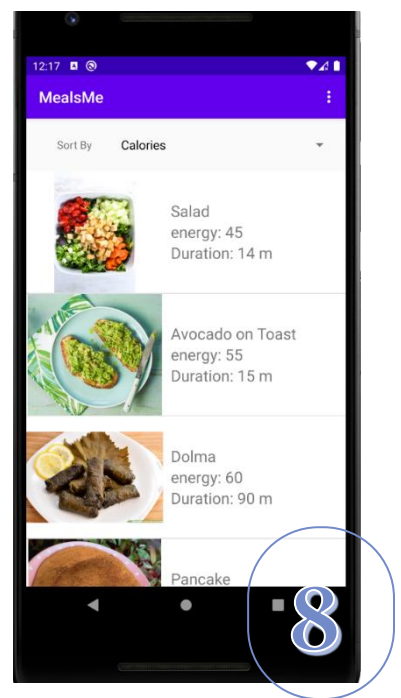 12:17
MealsMe
Sort By Calories
Salad
energy: 45
Duration: 14 m
Avocado on Toast
energy: 55
Duration: 15 m
Dolma
energy: 60
Duration: 90 m
Pancake
8